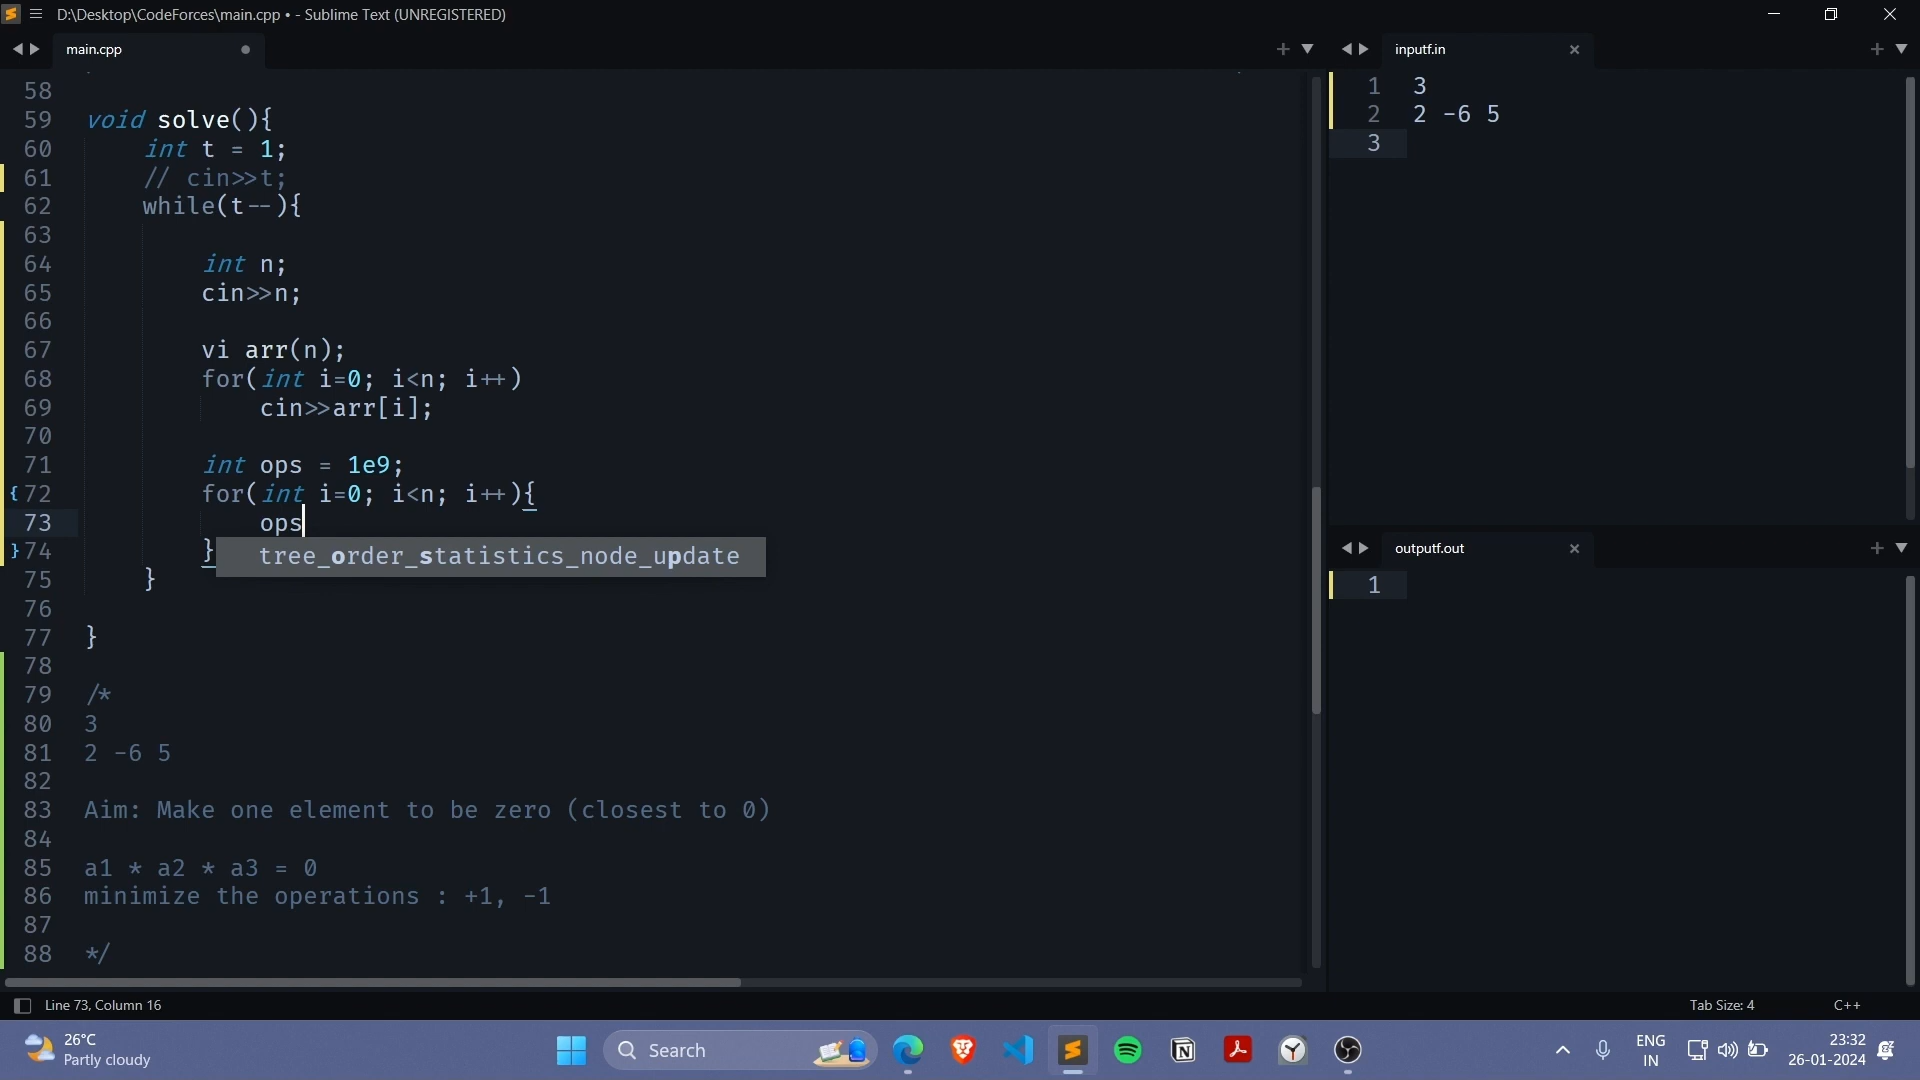 D:\Desktop\CodeForces\main.cpp • - Sublime Text (UNREGISTERED)
main.cpp
58
59 void solve(){
60 int t = 1;
61 // cin>>t;
62 while(t--){
63
64 int n;
65 cin>>n;
66
67 vi arr(n);
68 for(int i=0; i<n; i++)
69 cin>>arr[i];
70
71 int ops = 1e9;
72 for(int i=0; i<n; i++){
73 ops
74 }
tree_order_statistics_node_update
75 }
76
77 }
78
79 /*
80 3
81 2 -6 5
82
83 Aim: Make one element to be zero (closest to 0)
84
85 a1 * a2 * a3 = 0
86 minimize the operations : +1, -1
87
88 */
inputf.in
1 3
2 2 -6 5
3
outputf.out
1
Line 73, Column 16
Tab Size: 4
C++
26°C
Partly cloudy
Search
ENG
IN
23:32
26-01-2024